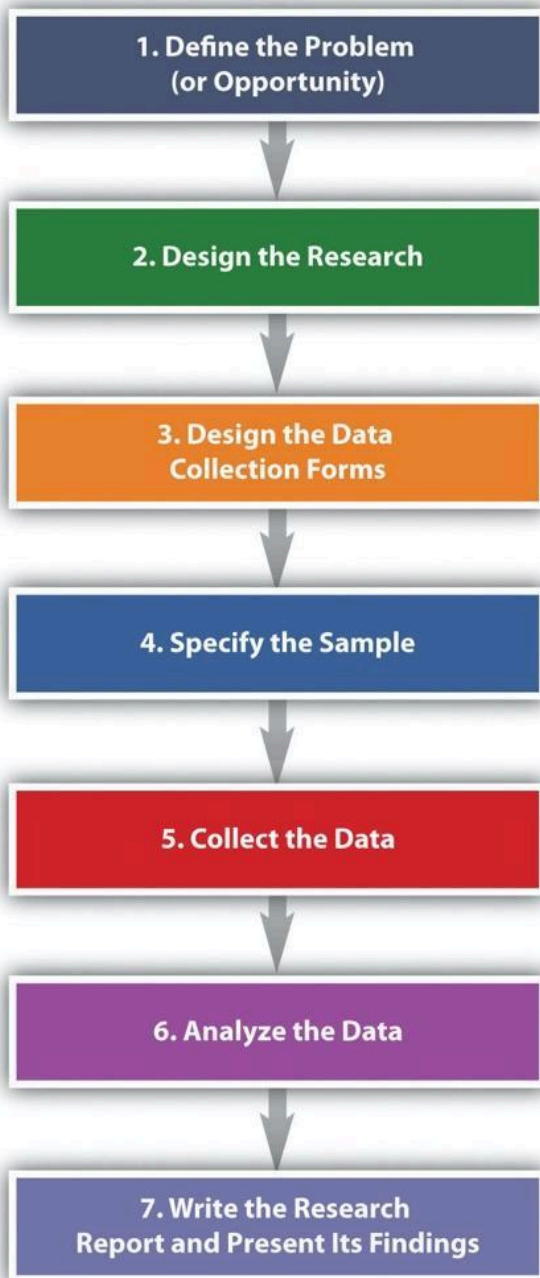 1. Define the Problem
(or Opportunity)
2. Design the Research
3. Design the Data
Collection Forms
4. Specify the Sample
5. Collect the Data
6. Analyze the Data
7. Write the Research
Report and Present Its Findings